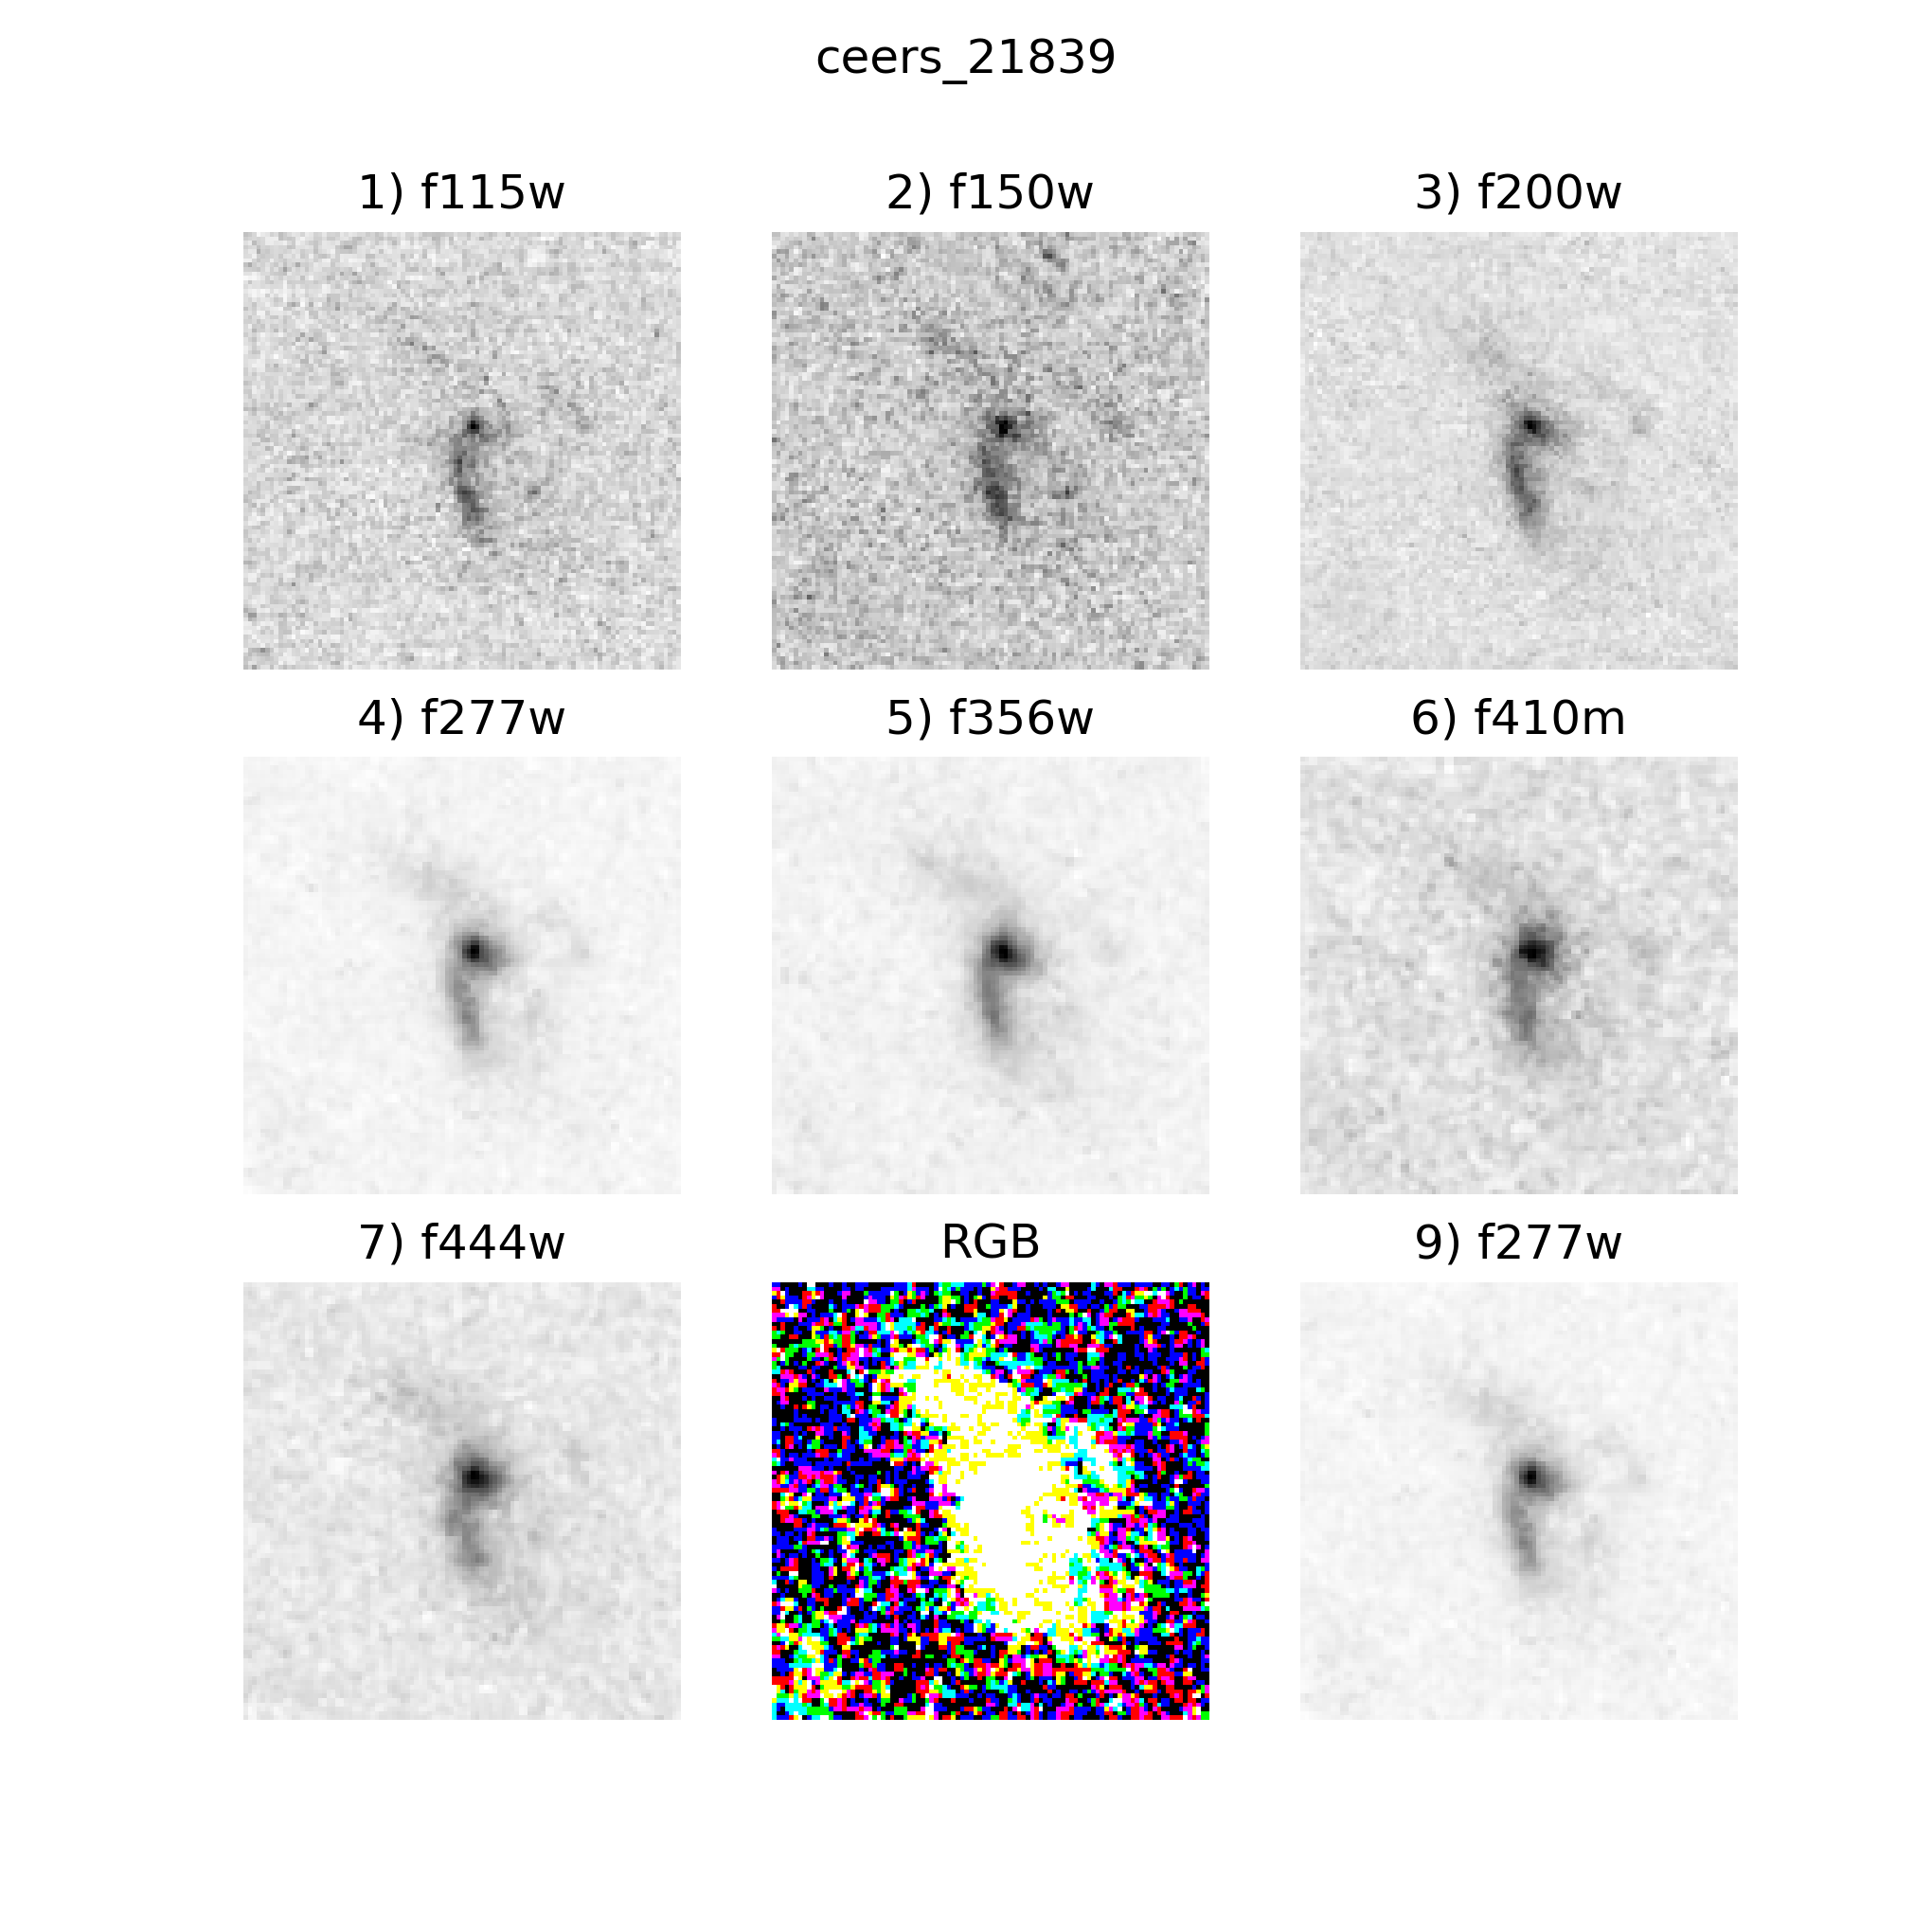 ceers_21839
1) f115w
2) f150w
3) f200w
4) f277w
5) f356w
6) f410m
7) f444w
RGB
9) f277w